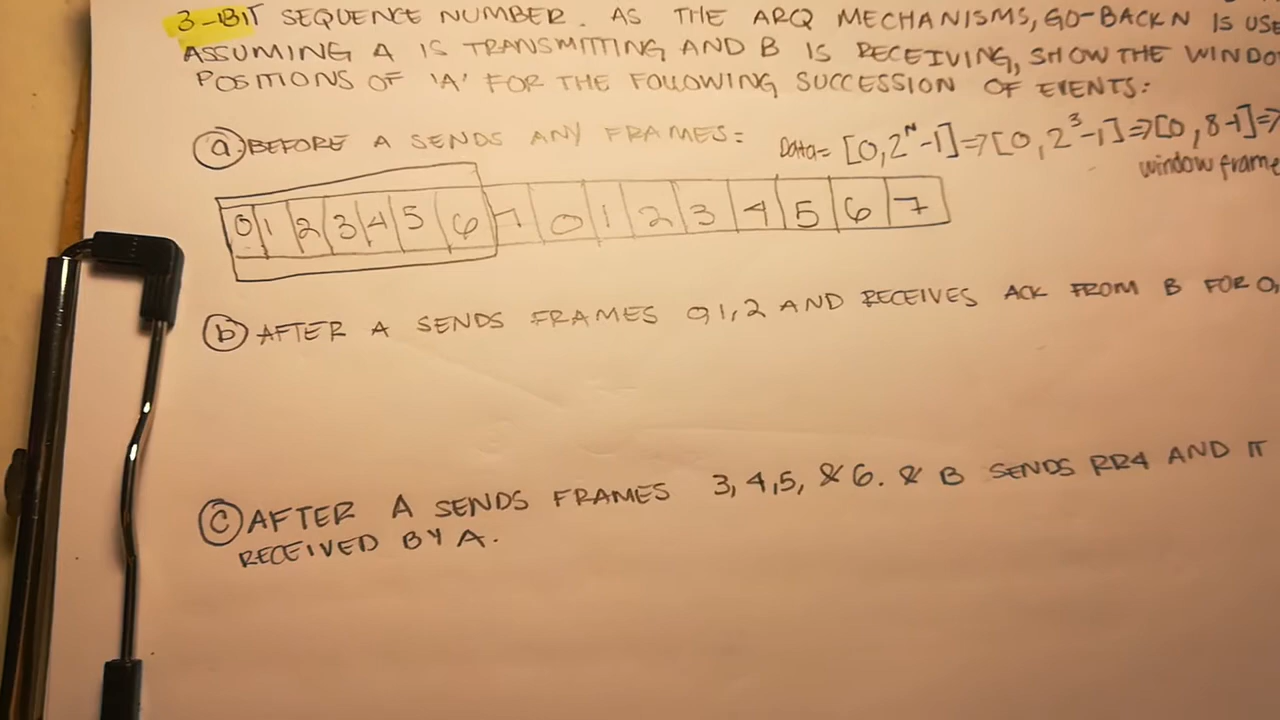 3-BIT SEQUENCE NUMBER. AS THE ARQ MECHANISMS, GO-BACK N IS USE
ASSUMING A IS TRANSMITTING AND B IS RECEIVING, SHOW THE WINDO
POSITIONS OF 'A' FOR THE FOLLOWING SUCCESSION OF EVENTS:
(a) BEFORE A SENDS ANY FRAMES: Data= [0,2^N-1]⇒[0,2^3-1]⇒[0,8-1]⇒
window frame
0 1 2 3 4 5 6 7 0 1 2 3 4 5 6 7
(b) AFTER A SENDS FRAMES 0,1,2 AND RECEIVES ACK FROM B FOR 0,
(c) AFTER A SENDS FRAMES 3,4,5, & 6. & B SENDS RR4 AND IT
RECEIVED BY A.